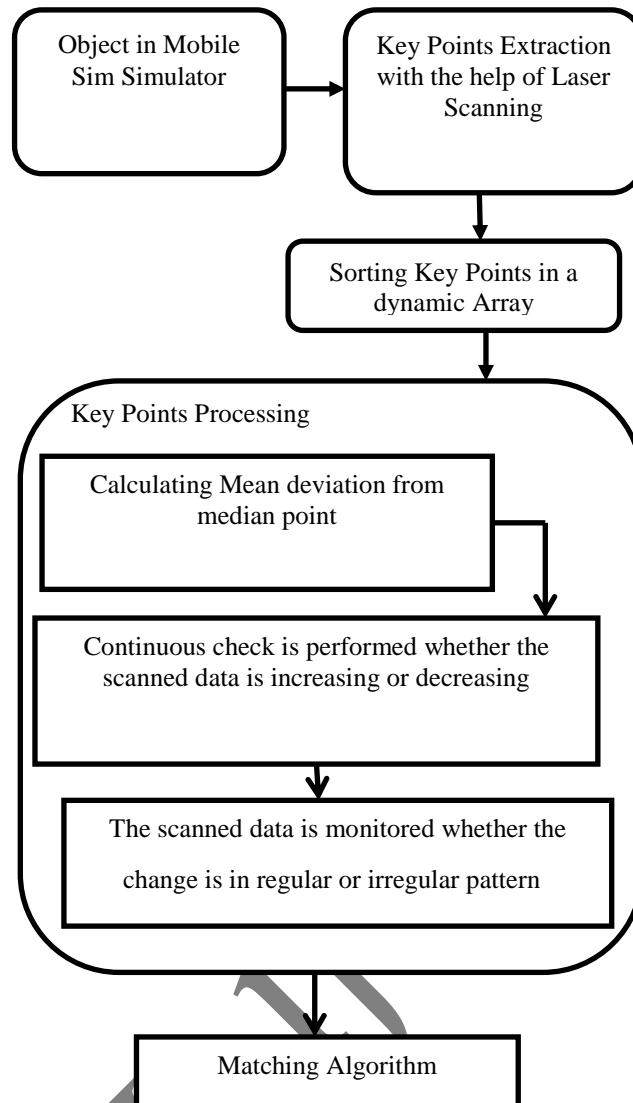 Object in Mobile
Sim Simulator
Key Points Extraction
with the help of Laser
Scanning
Sorting Key Points in a
dynamic Array
Key Points Processing
Calculating Mean deviation from
median point
Continuous check is performed whether the
scanned data is increasing or decreasing
The scanned data is monitored whether the
change is in regular or irregular pattern
Matching Algorithm